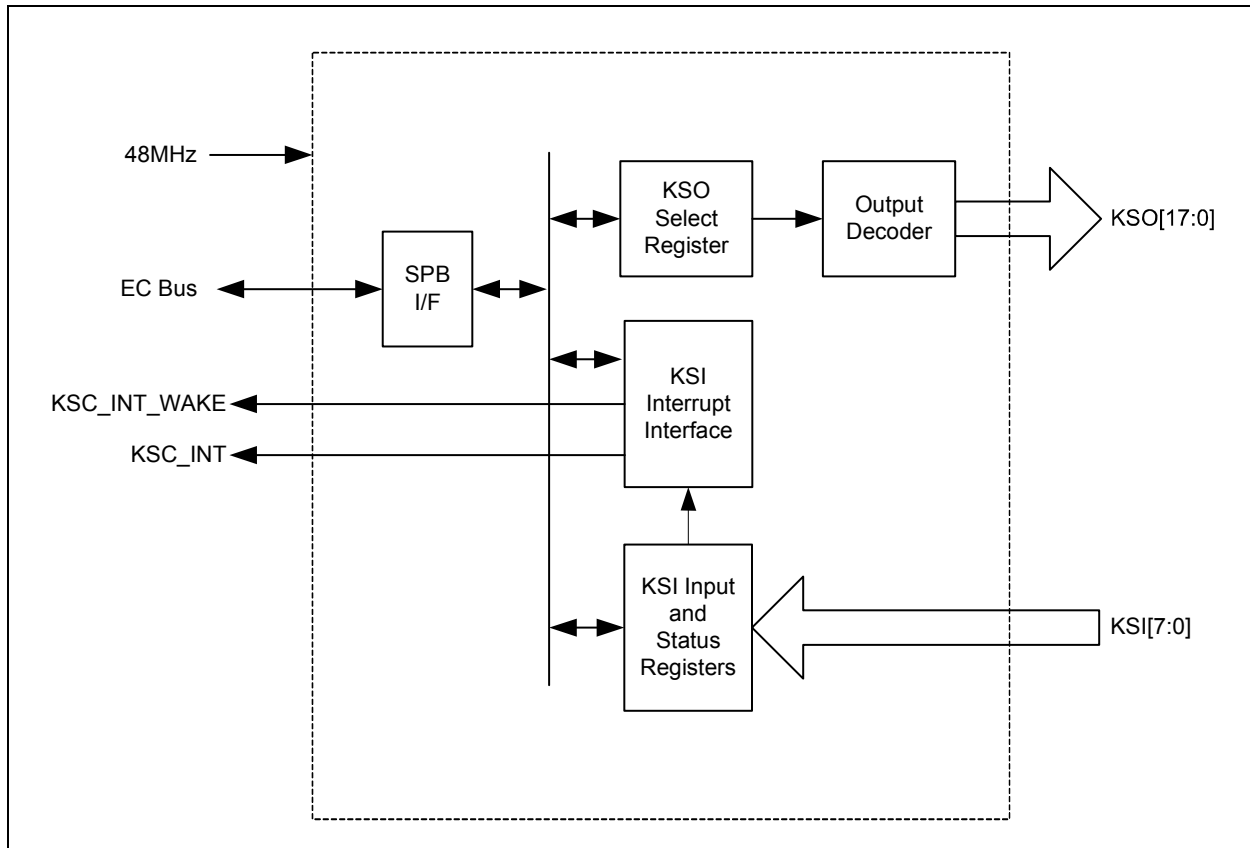 48MHz
EC Bus
KSC_INT_WAKE
KSC_INT
SPB
I/F
KSO
Select
Register
Output
Decoder
KSO[17:0]
KSI
Interrupt
Interface
KSI Input
and
Status
Registers
KSI[7:0]